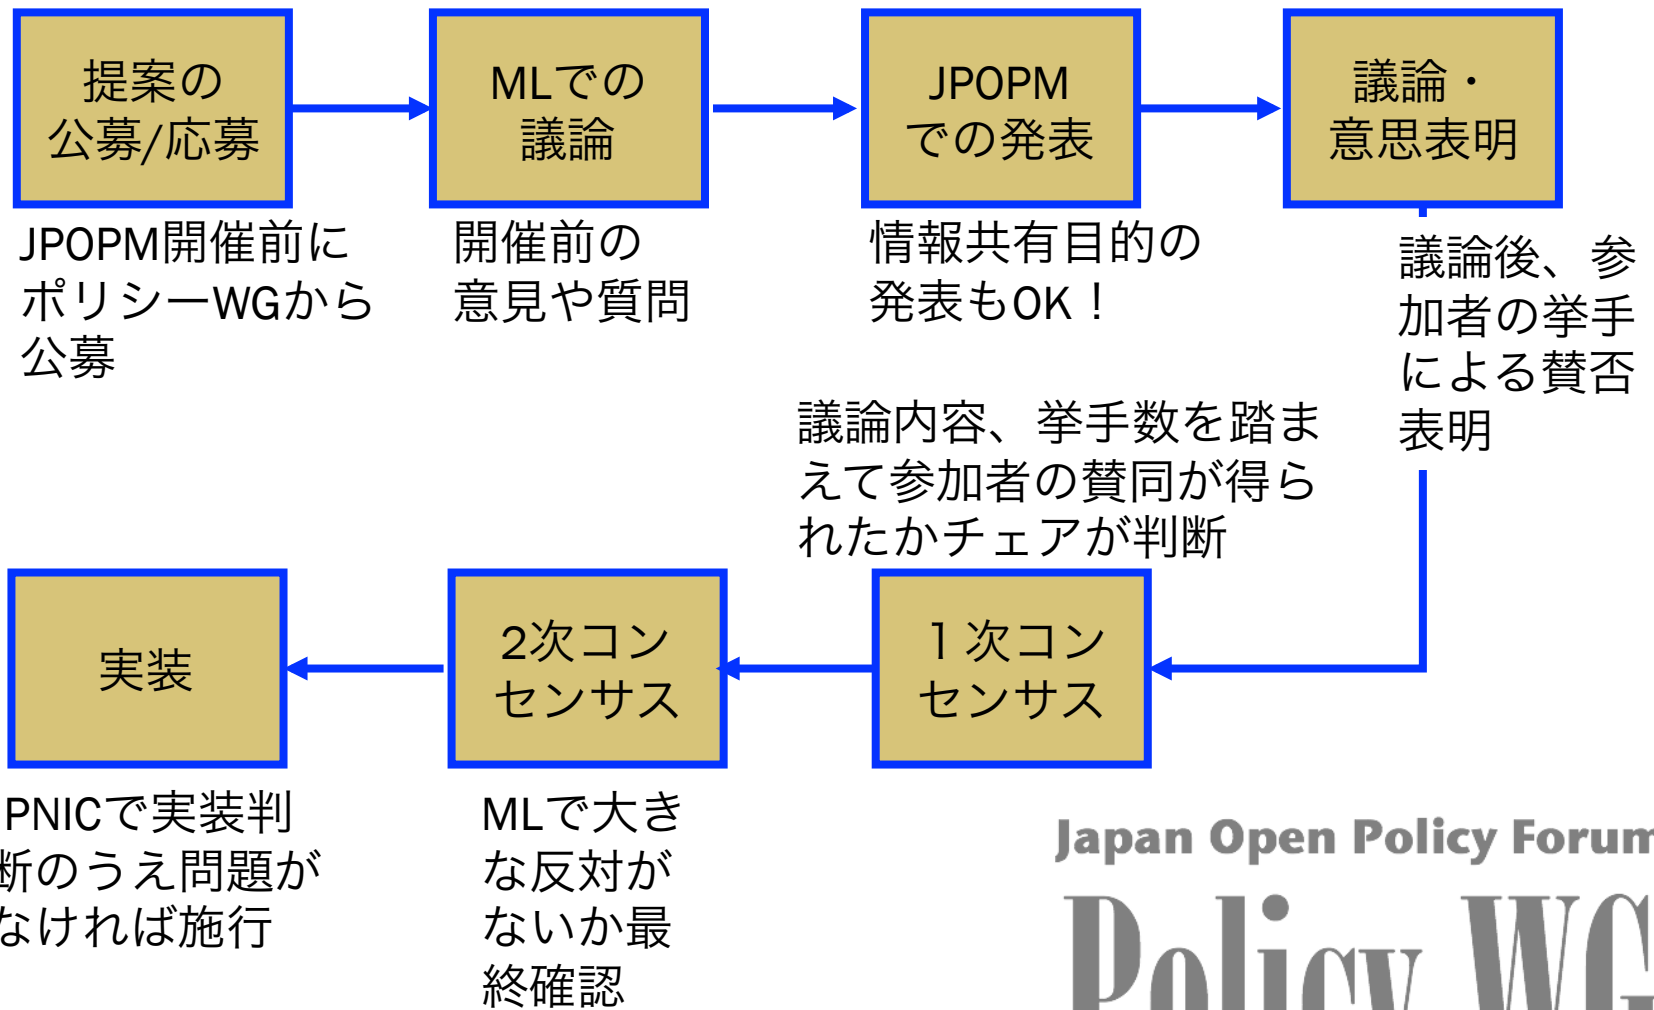 提案の
公募/応募
MLでの
議論
JPOPM
での発表
議論・
意思表明
JPOPM開催前に
ポリシーWGから
公募
開催前の
意見や質問
情報共有目的の
発表もOK！
議論後、参
加者の挙手
による賛否
表明
議論内容、挙手数を踏ま
えて参加者の賛同が得ら
れたかチェアが判断
実装
2次コン
センサス
１次コン
センサス
PNICで実装判
断のうえ問題が
なければ施行
MLで大き
な反対が
ないか最
終確認
Japan Open Policy Forum
Policy WG